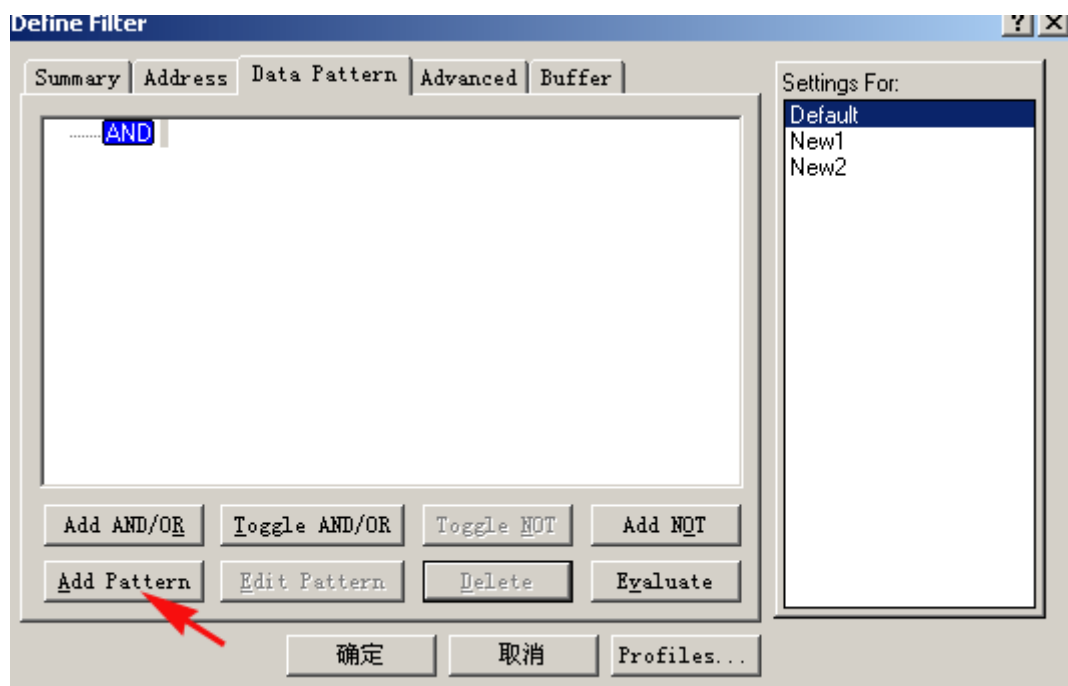 Define Filter
Summary Address Data Pattern Advanced Buffer
Settings For:
AND
Default
New1
New2
Add AND/OR Toggle AND/OR Toggle NOT Add NOT
Add Pattern Edit Pattern Delete Evaluate
确定 取消 Profiles...